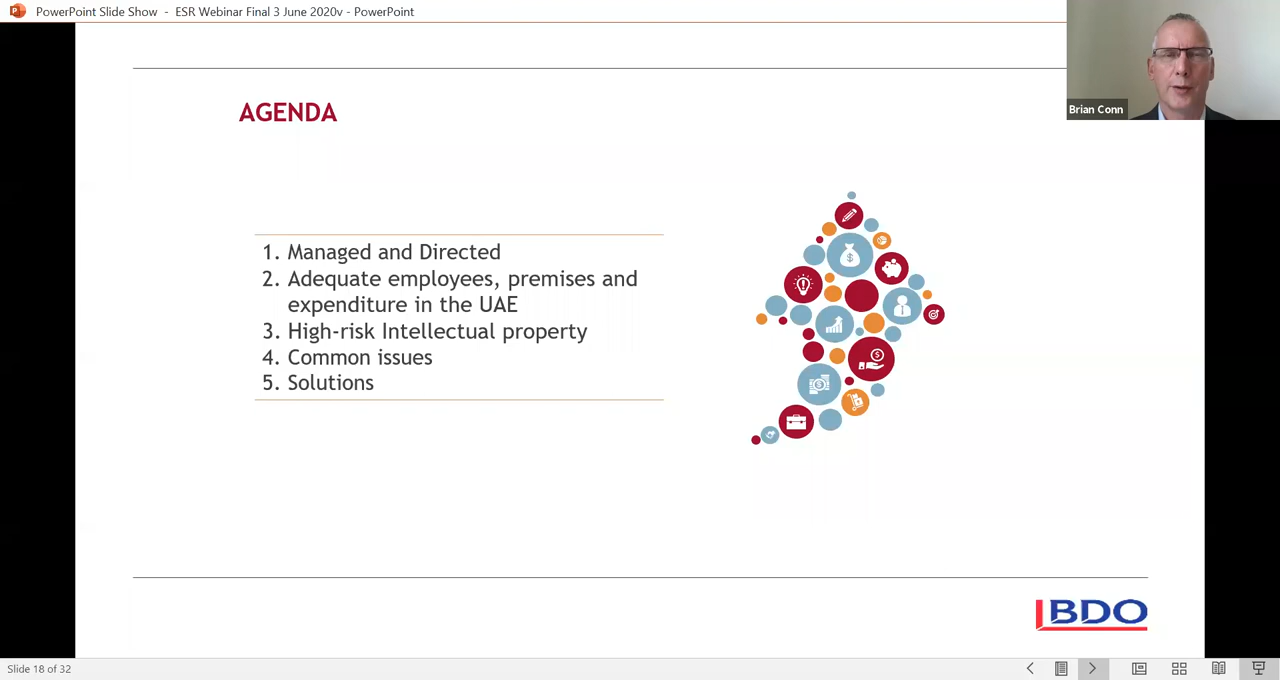 PowerPoint Slide Show - ESR Webinar Final 3 June 2020v - PowerPoint
Brian Conn
AGENDA
1. Managed and Directed
2. Adequate employees, premises and
expenditure in the UAE
3. High-risk Intellectual property
4. Common issues
5. Solutions
BDO
Slide 18 of 32